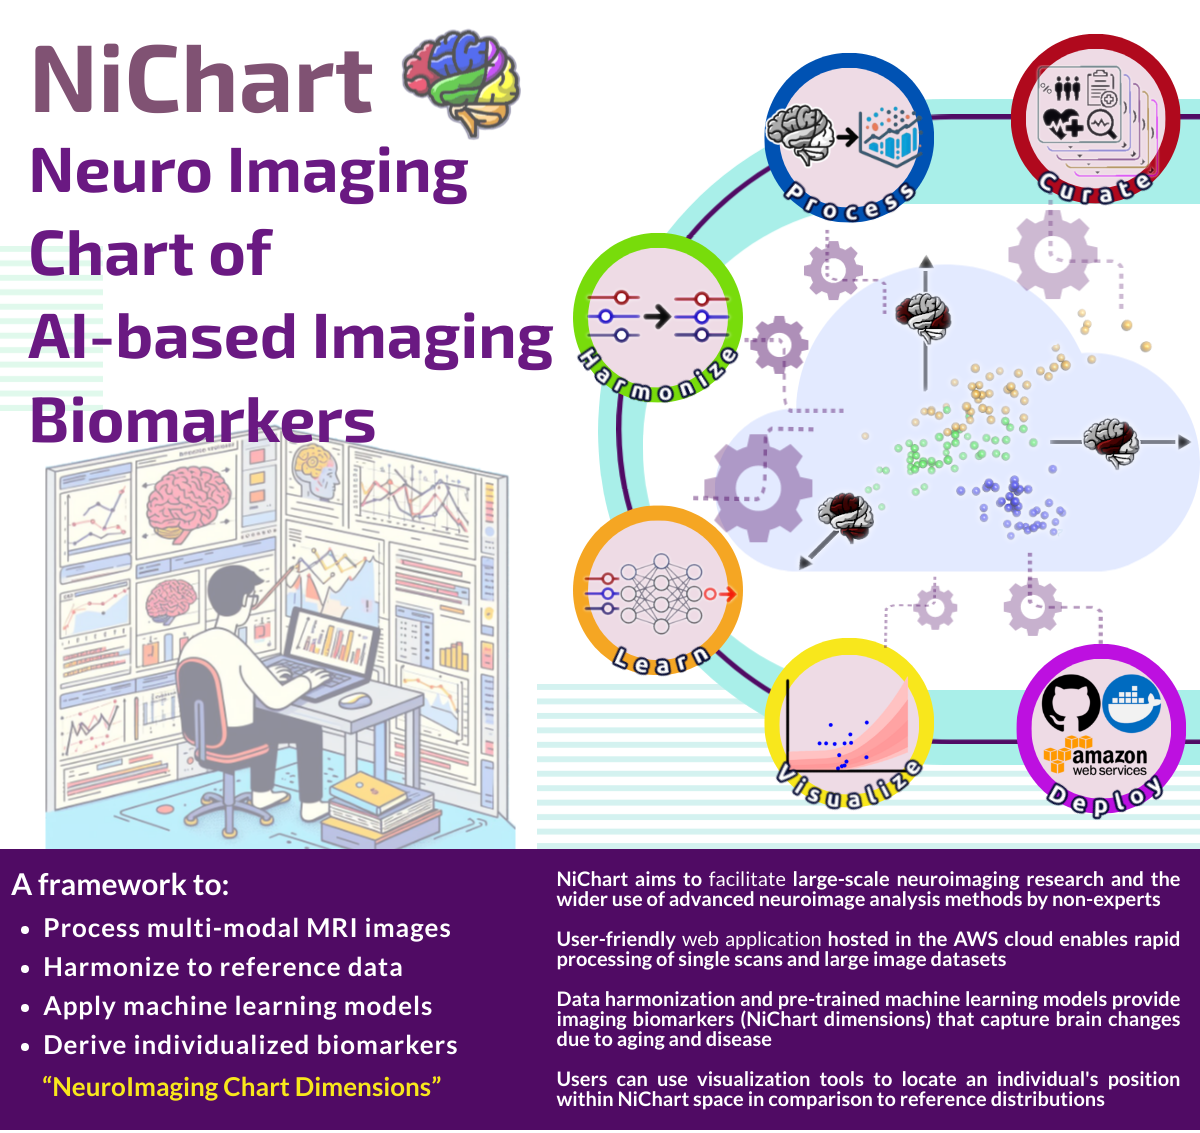 NiChart
Neuro Imaging
Chart of
AI-based Imaging
Biomarkers
Process
Curate
Harmonize
Learn
Visualize
amazon
web services
Deploy
A framework to:
• Process multi-modal MRI images
• Harmonize to reference data
• Apply machine learning models
• Derive individualized biomarkers
“NeuroImaging Chart Dimensions”
NiChart aims to facilitate large-scale neuroimaging research and the
wider use of advanced neuroimage analysis methods by non-experts
User-friendly web application hosted in the AWS cloud enables rapid
processing of single scans and large image datasets
Data harmonization and pre-trained machine learning models provide
imaging biomarkers (NiChart dimensions) that capture brain changes
due to aging and disease
Users can use visualization tools to locate an individual's position
within NiChart space in comparison to reference distributions